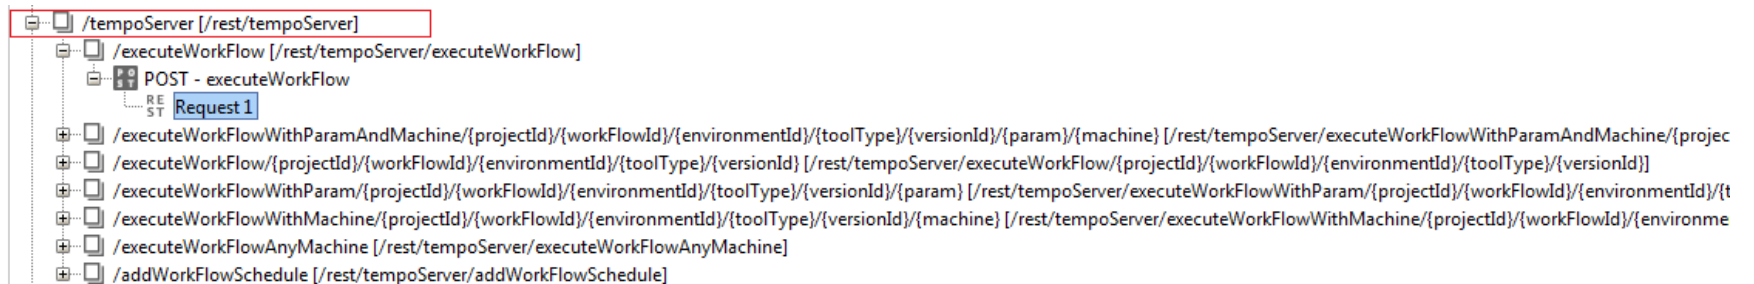 /tempoServer [/rest/tempoServer]
/executeWorkFlow [/rest/tempoServer/executeWorkFlow]
POST POST - executeWorkFlow
REST Request 1
/executeWorkFlowWithParamAndMachine/{projectId}/{workFlowId}/{environmentId}/{toolType}/{versionId}/{param}/{machine} [/rest/tempoServer/executeWorkFlowWithParamAndMachine/{projec
/executeWorkFlow/{projectId}/{workFlowId}/{environmentId}/{toolType}/{versionId} [/rest/tempoServer/executeWorkFlow/{projectId}/{workFlowId}/{environmentId}/{toolType}/{versionId}]
/executeWorkFlowWithParam/{projectId}/{workFlowId}/{environmentId}/{toolType}/{versionId}/{param} [/rest/tempoServer/executeWorkFlowWithParam/{projectId}/{workFlowId}/{environmentId}/{t
/executeWorkFlowWithMachine/{projectId}/{workFlowId}/{environmentId}/{toolType}/{versionId}/{machine} [/rest/tempoServer/executeWorkFlowWithMachine/{projectId}/{workFlowId}/{environme
/executeWorkFlowAnyMachine [/rest/tempoServer/executeWorkFlowAnyMachine]
/addWorkFlowSchedule [/rest/tempoServer/addWorkFlowSchedule]